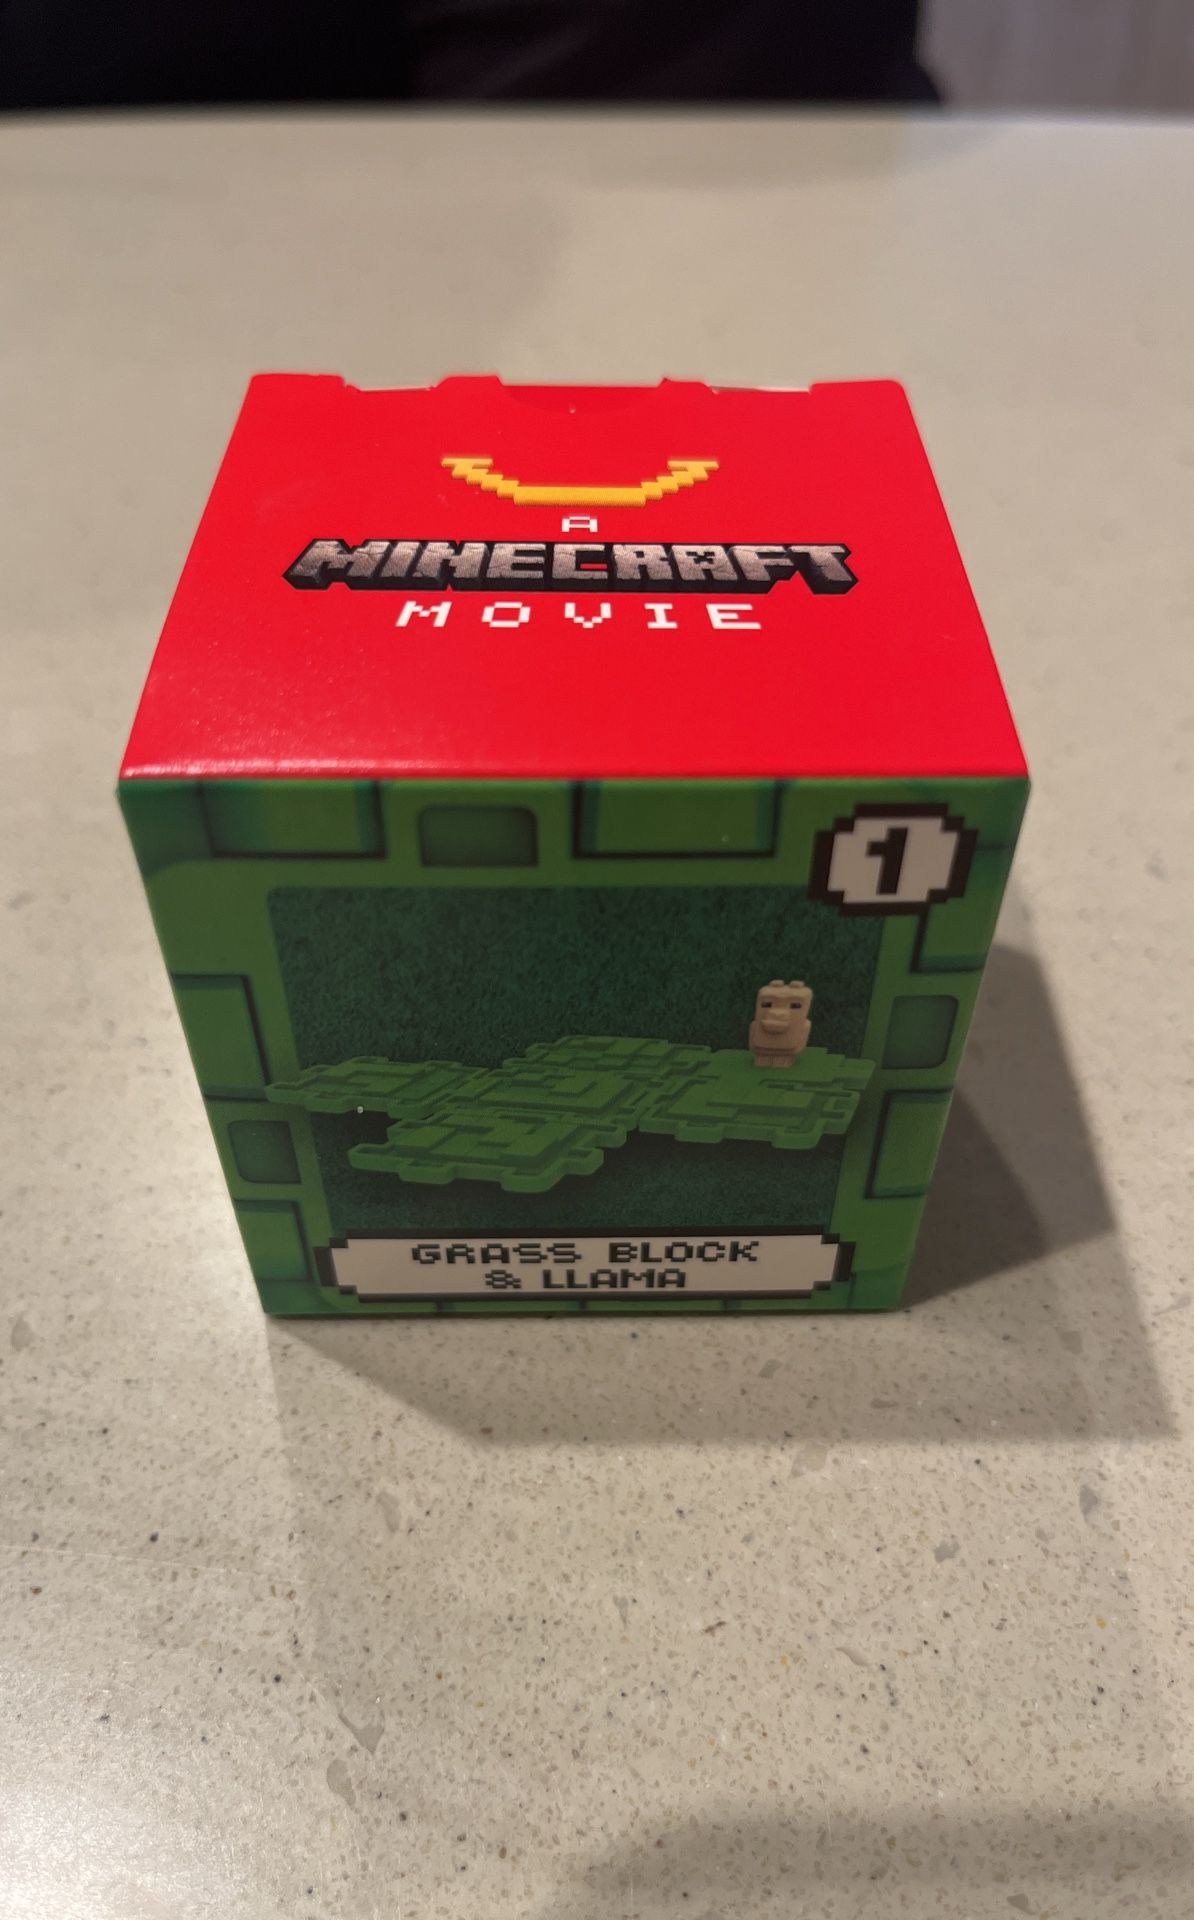 A
MINECRAFT
MOVIE
1
GRASS BLOCK
& LLAMA